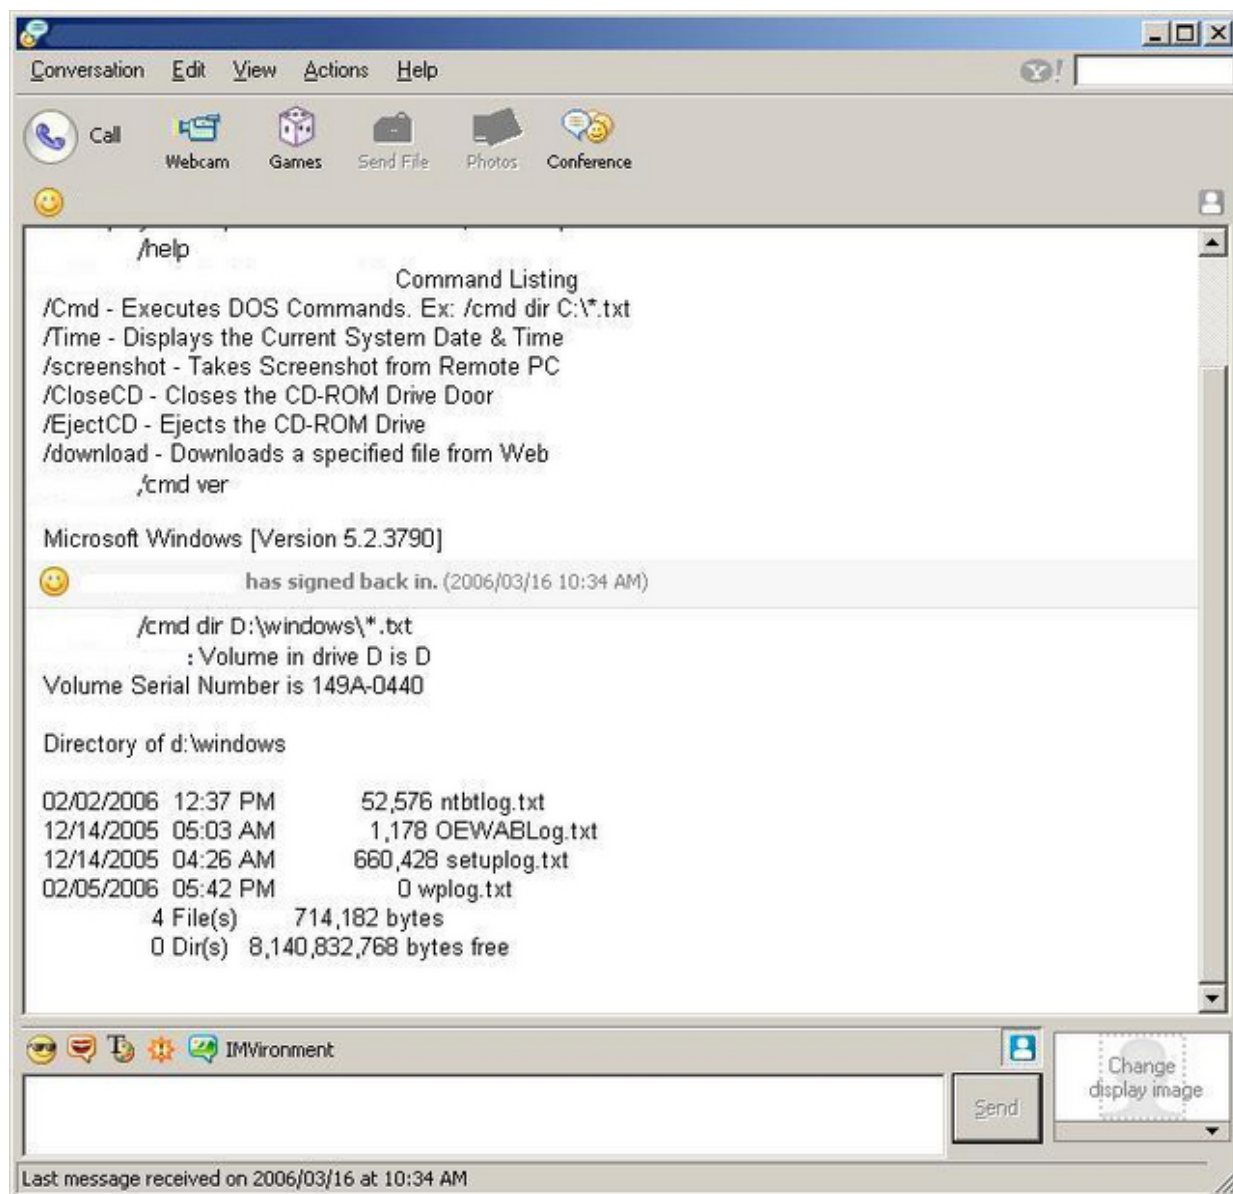 Conversation Edit View Actions Help Y!
Call
Webcam Games Send File Photos Conference
/help
Command Listing
/Cmd - Executes DOS Commands. Ex: /cmd dir C:\*.txt
/Time - Displays the Current System Date & Time
/screenshot - Takes Screenshot from Remote PC
/CloseCD - Closes the CD-ROM Drive Door
/EjectCD - Ejects the CD-ROM Drive
/download - Downloads a specified file from Web
/cmd ver
Microsoft Windows [Version 5.2.3790]
has signed back in. (2006/03/16 10:34 AM)
/cmd dir D:\windows\*.txt
: Volume in drive D is D
Volume Serial Number is 149A-0440
Directory of d:\windows
02/02/2006 12:37 PM 52,576 ntbtlog.txt
12/14/2005 05:03 AM 1,178 OEWABLog.txt
12/14/2005 04:26 AM 660,428 setuplog.txt
02/05/2006 05:42 PM 0 wplog.txt
4 File(s) 714,182 bytes
0 Dir(s) 8,140,832,768 bytes free
IMVironment
Change
display image
Send
Last message received on 2006/03/16 at 10:34 AM